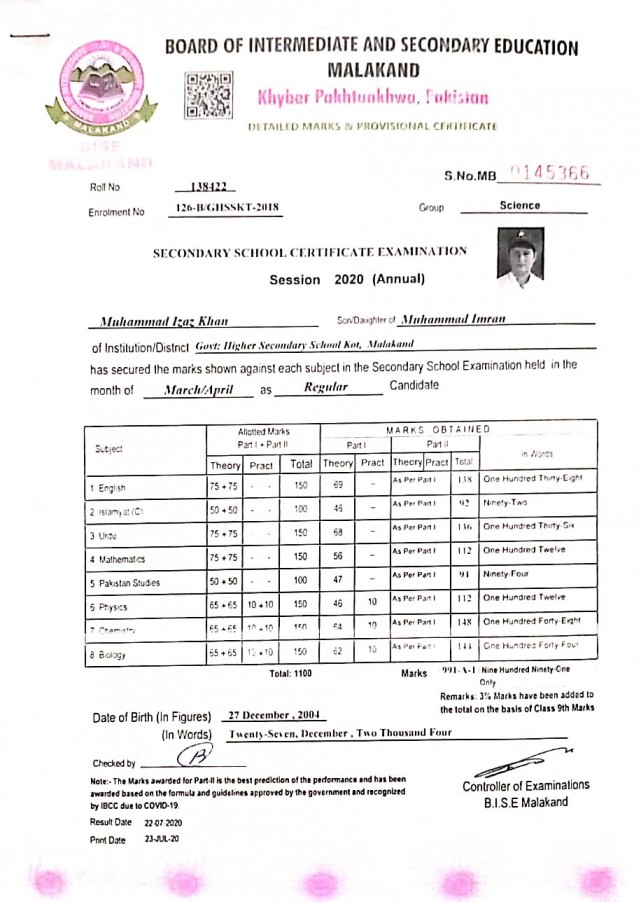 BOARD OF INTERMEDIATE AND SECONDARY EDUCATION
MALAKAND
Khyber Pakhtunkhwa, Pakistan
DETAILED MARKS & PROVISIONAL CERTIFICATE
MALAKAND
BISE
MALAKAND
S.No.MB 0145366
Roll No 138422
Enrolment No 126-B/GHSSKT-2018
Group Science
SECONDARY SCHOOL CERTIFICATE EXAMINATION
Session 2020 (Annual)
Muhammad Izaz Khan Son/Daughter of Muhammad Imran
of Institution/District Govt: Higher Secondary School Kot, Malakand
has secured the marks shown against each subject in the Secondary School Examination held in the
month of March/April as Regular Candidate
Subject Allotted Marks Part I + Part II MARKS OBTAINED
Part I Part II In Words
Theory Pract Total Theory Pract Theory Pract Total
1 English 75 + 75 - - 150 69 - As Per Part I 138 One Hundred Thirty-Eight
2 Islamyat (C) 50 + 50 - - 100 46 - As Per Part I 92 Ninety-Two
3 Urdu 75 + 75 - - 150 68 - As Per Part I 136 One Hundred Thirty-Six
4 Mathematics 75 + 75 - - 150 56 - As Per Part I 112 One Hundred Twelve
5 Pakistan Studies 50 + 50 - - 100 47 - As Per Part I 94 Ninety-Four
6 Physics 65 + 65 10 + 10 150 46 10 As Per Part I 112 One Hundred Twelve
7 Chemistry 65 + 65 10 + 10 150 64 10 As Per Part I 148 One Hundred Forty-Eight
8 Biology 65 + 65 10 + 10 150 62 10 As Per Part I 144 One Hundred Forty Four
Total: 1100 Marks 991-A-1 Nine Hundred Ninety-One
Only
Remarks: 3% Marks have been added to
the total on the basis of Class 9th Marks
Date of Birth (In Figures) 27 December , 2004
(In Words) Twenty-Seven, December , Two Thousand Four
Checked by
Note:- The Marks awarded for Part-II is the best prediction of the performance and has been
awarded based on the formula and guidelines approved by the government and recognized
by IBCC due to COVID-19.
Controller of Examinations
B.I.S.E Malakand
Result Date 22-07-2020
Print Date 23-JUL-20